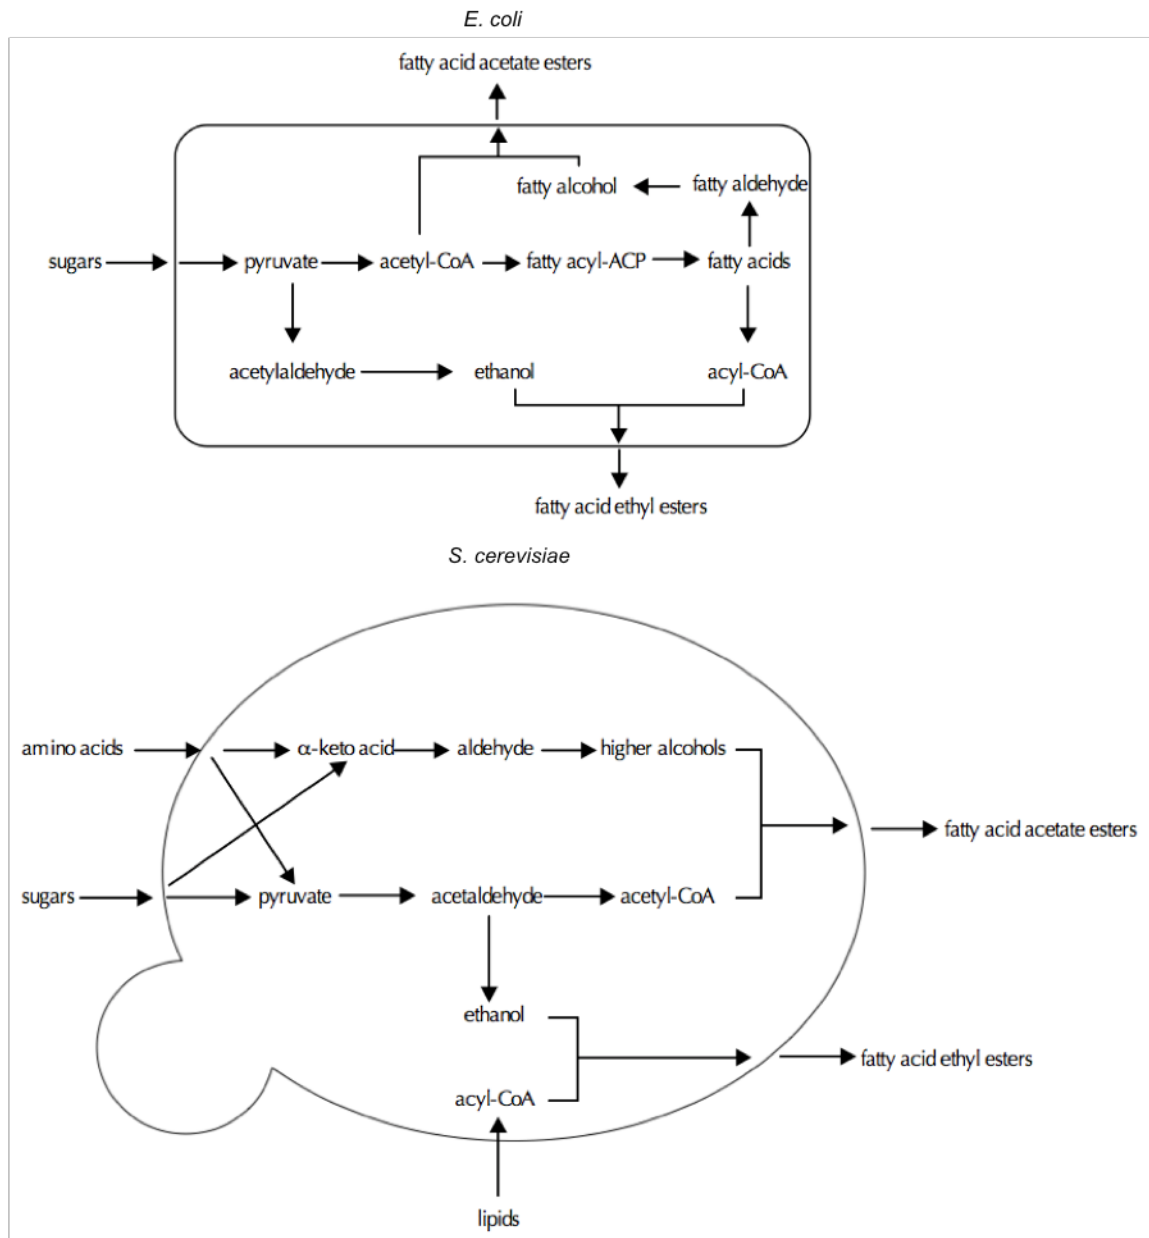 E. coli
fatty acid acetate esters
fatty alcohol
fatty aldehyde
sugars
pyruvate
acetyl-CoA
fatty acyl-ACP
fatty acids
acetylaldehyde
ethanol
acyl-CoA
fatty acid ethyl esters
S. cerevisiae
amino acids
α-keto acid
aldehyde
higher alcohols
fatty acid acetate esters
sugars
pyruvate
acetaldehyde
acetyl-CoA
ethanol
fatty acid ethyl esters
acyl-CoA
lipids